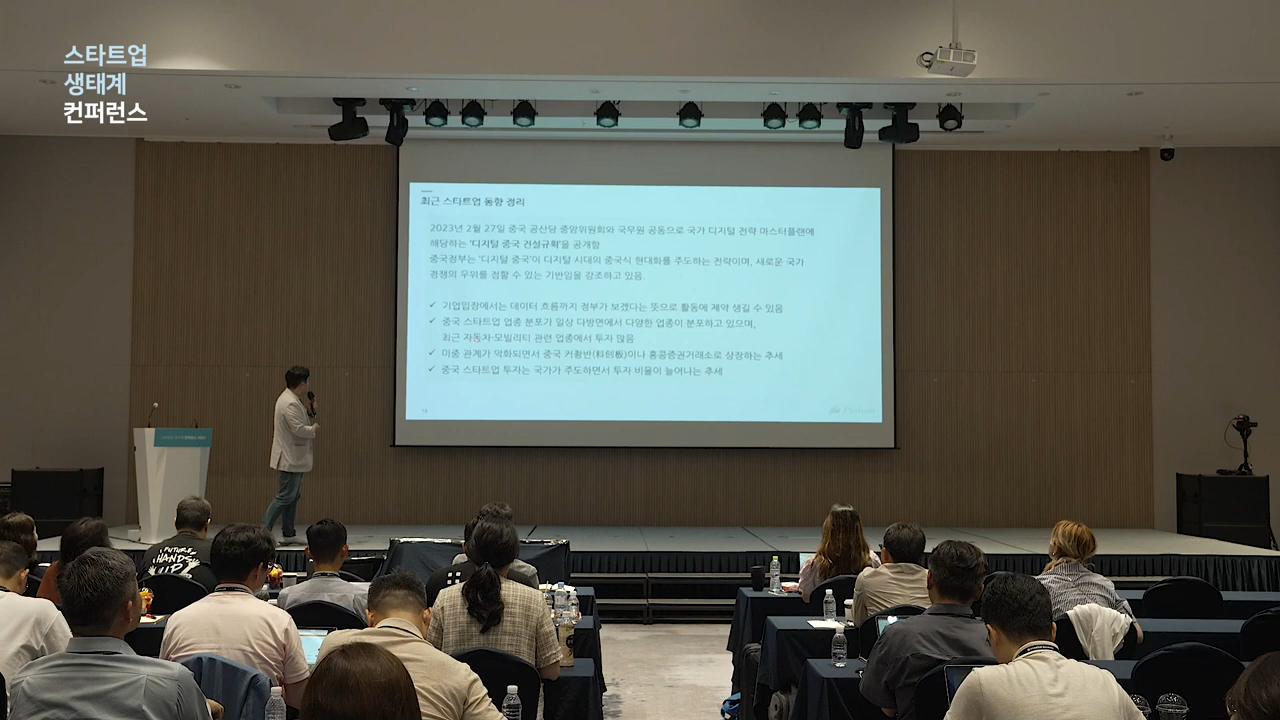 스타트업
생태계
컨퍼런스
최근 스타트업 동향 정리
2023년 2월 27일 중국 공산당 중앙위원회와 국무원 공동으로 국가 디지털 전략 마스터플랜에
해당하는 '디지털 중국 건설규획'을 공개함
중국정부는 '디지털 중국'이 디지털 시대의 중국식 현대화를 주도하는 전략이며, 새로운 국가
경쟁의 우위를 점할 수 있는 기반임을 강조하고 있음
✓ 기업입장에서는 데이터 흐름까지 정부가 보겠다는 뜻으로 활동에 제약 생길 수 있음
✓ 중국 스타트업 업종 분포가 일상 다방면에서 다양한 업종이 분포하고 있으며,
최근 자동차·모빌리티 관련 업종에서 투자 많음
✓ 미중 관계가 악화되면서 중국 커촹반(科创板)이나 홍콩증권거래소로 상장하는 추세
✓ 중국 스타트업 투자는 국가가 주도하면서 투자 비율이 늘어나는 추세
Platum
FUTURE
HANDS
UP